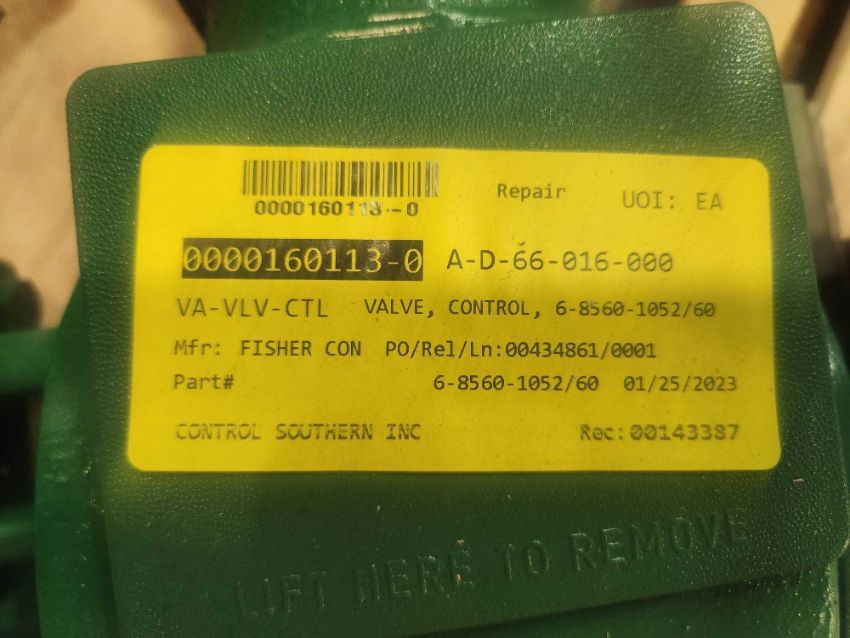 Repair UOI: EA
0000160113-0
0000160113-0 A-D-66-016-000
VA-VLV-CTL VALVE, CONTROL, 6-8560-1052/60
Mfr: FISHER CON PO/Rel/Ln:00434861/0001
Part# 6-8560-1052/60 01/25/2023
CONTROL SOUTHERN INC Rec:00143387
LIFT HERE TO REMOVE